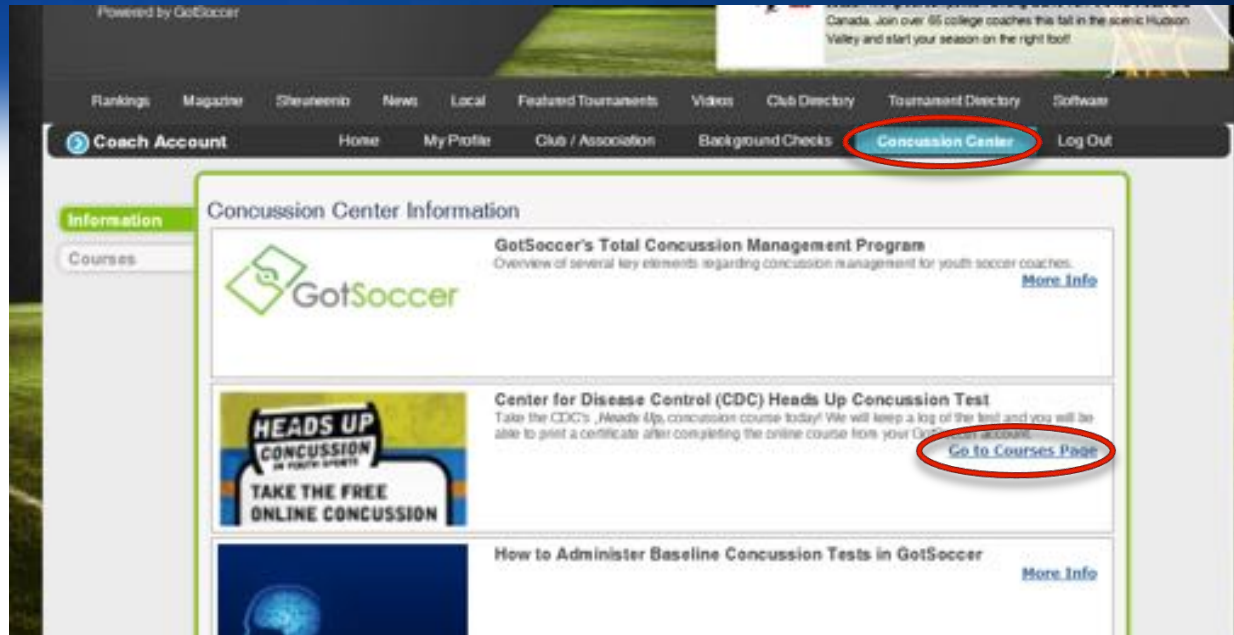 Powered by GotSoccer
Canada. Join over 65 college coaches this fall in the scenic Hudson
Valley and start your season on the right foot!
Rankings Magazine News Local Featured Tournaments Videos Club Directory Tournament Directory Software
Coach Account Home My Profile Club / Association Background Checks Concussion Center Log Out
Information
Courses
Concussion Center Information
GotSoccer
GotSoccer's Total Concussion Management Program
Overview of several key elements regarding concussion management for youth soccer coaches.
More Info
HEADS UP
CONCUSSION
IN YOUTH SPORTS
TAKE THE FREE
ONLINE CONCUSSION
Center for Disease Control (CDC) Heads Up Concussion Test
Take the CDC's ,Heads Up, concussion course today! We will keep a log of the test and you will be
able to print a certificate after completing the online course from your GotSoccer account.
Go to Courses Page
How to Administer Baseline Concussion Tests in GotSoccer
More Info